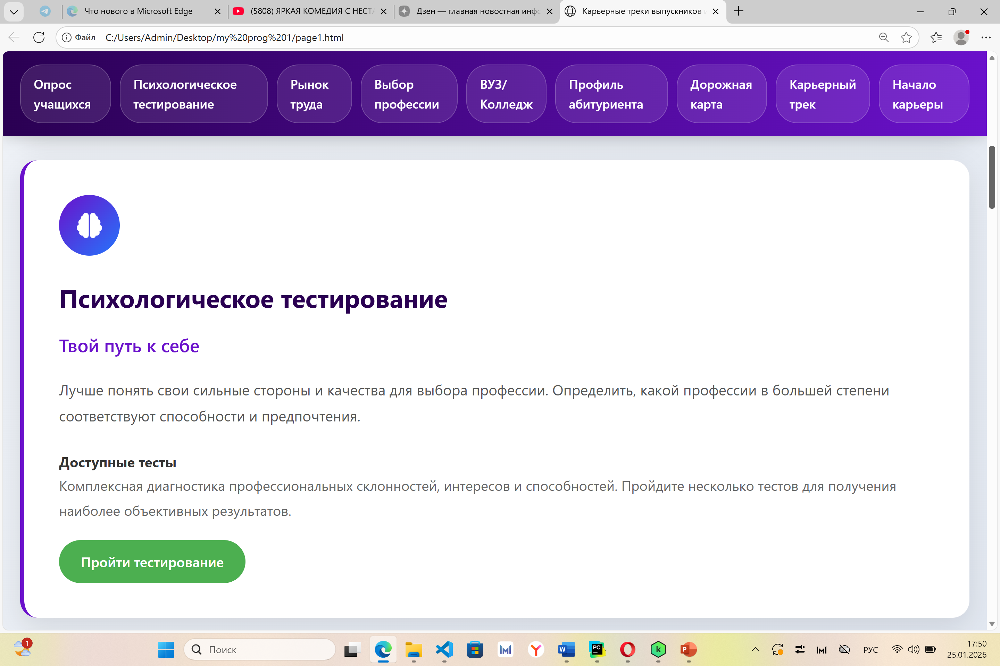 Что нового в Microsoft Edge
(5808) ЯРКАЯ КОМЕДИЯ С НЕСТА
Дзен — главная новостная инфо
Карьерные треки выпускников и
Файл C:/Users/Admin/Desktop/my%20prog%201/page1.html
Опрос
учащихся
Психологическое
тестирование
Рынок
труда
Выбор
профессии
ВУЗ/
Колледж
Профиль
абитуриента
Дорожная
карта
Карьерный
трек
Начало
карьеры
Психологическое тестирование
Твой путь к себе
Лучше понять свои сильные стороны и качества для выбора профессии. Определить, какой профессии в большей степени
соответствуют способности и предпочтения.
Доступные тесты
Комплексная диагностика профессиональных склонностей, интересов и способностей. Пройдите несколько тестов для получения
наиболее объективных результатов.
Пройти тестирование
1
Поиск
W
PC
k
P
РУС
17:50
25.01.2026